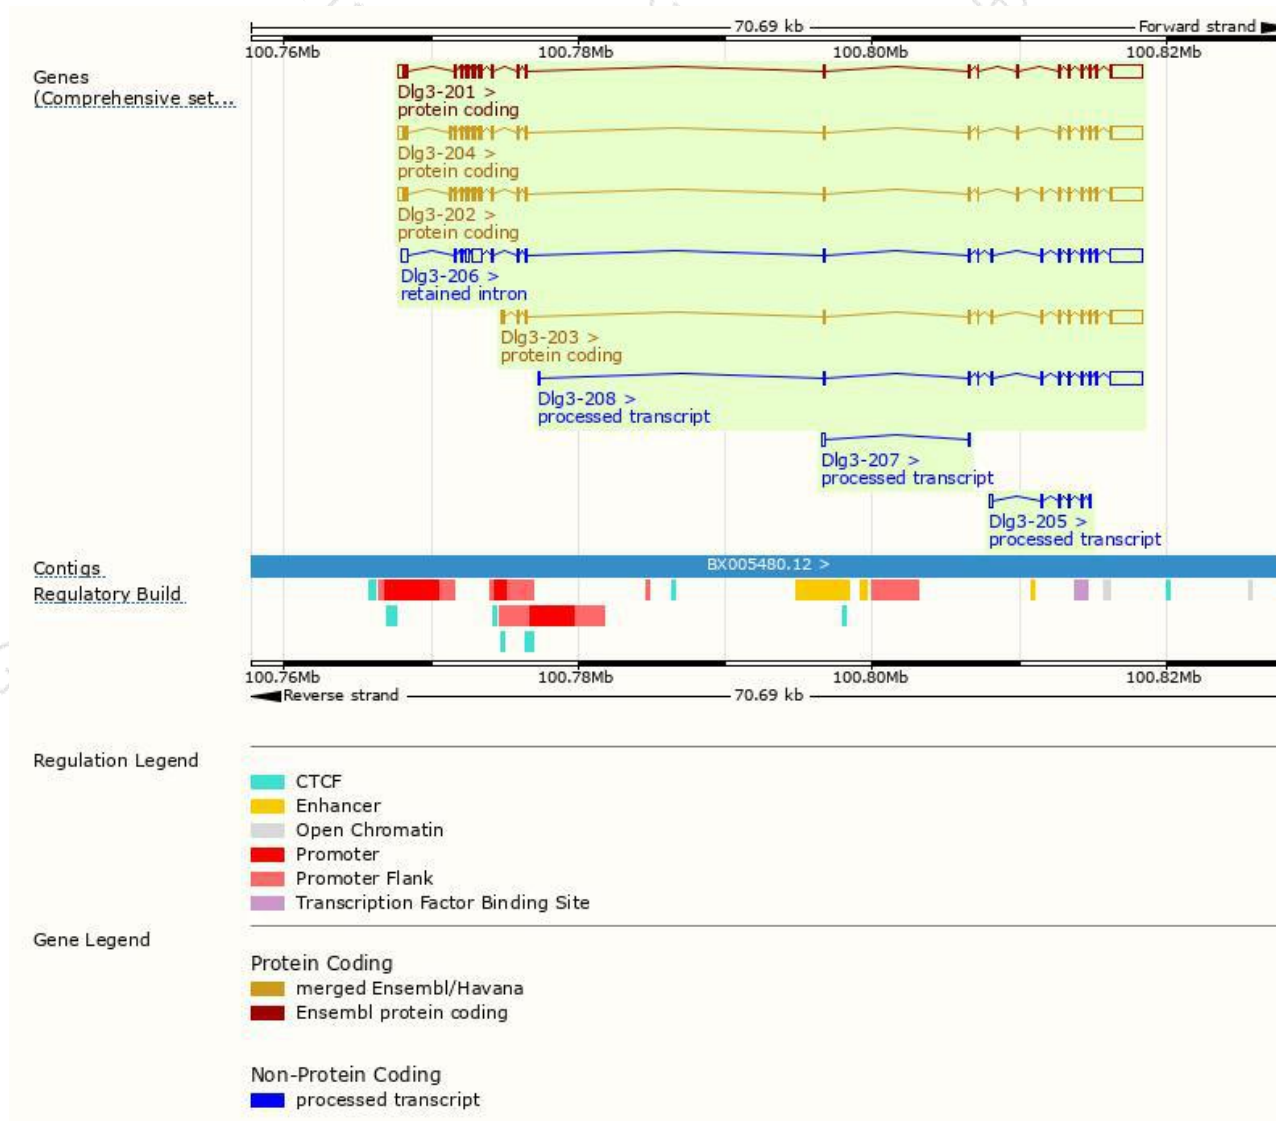 70.69 kb Forward strand
100.76Mb 100.78Mb 100.80Mb 100.82Mb
Genes
(Comprehensive set...
Dlg3-201 >
protein coding
Dlg3-204 >
protein coding
Dlg3-202 >
protein coding
Dlg3-206 >
retained intron
Dlg3-203 >
protein coding
Dlg3-208 >
processed transcript
Dlg3-207 >
processed transcript
Dlg3-205 >
processed transcript
Contigs
BX005480.12 >
Regulatory Build
100.76Mb 100.78Mb 100.80Mb 100.82Mb
Reverse strand 70.69 kb
Regulation Legend
CTCF
Enhancer
Open Chromatin
Promoter
Promoter Flank
Transcription Factor Binding Site
Gene Legend
Protein Coding
merged Ensembl/Havana
Ensembl protein coding
Non-Protein Coding
processed transcript